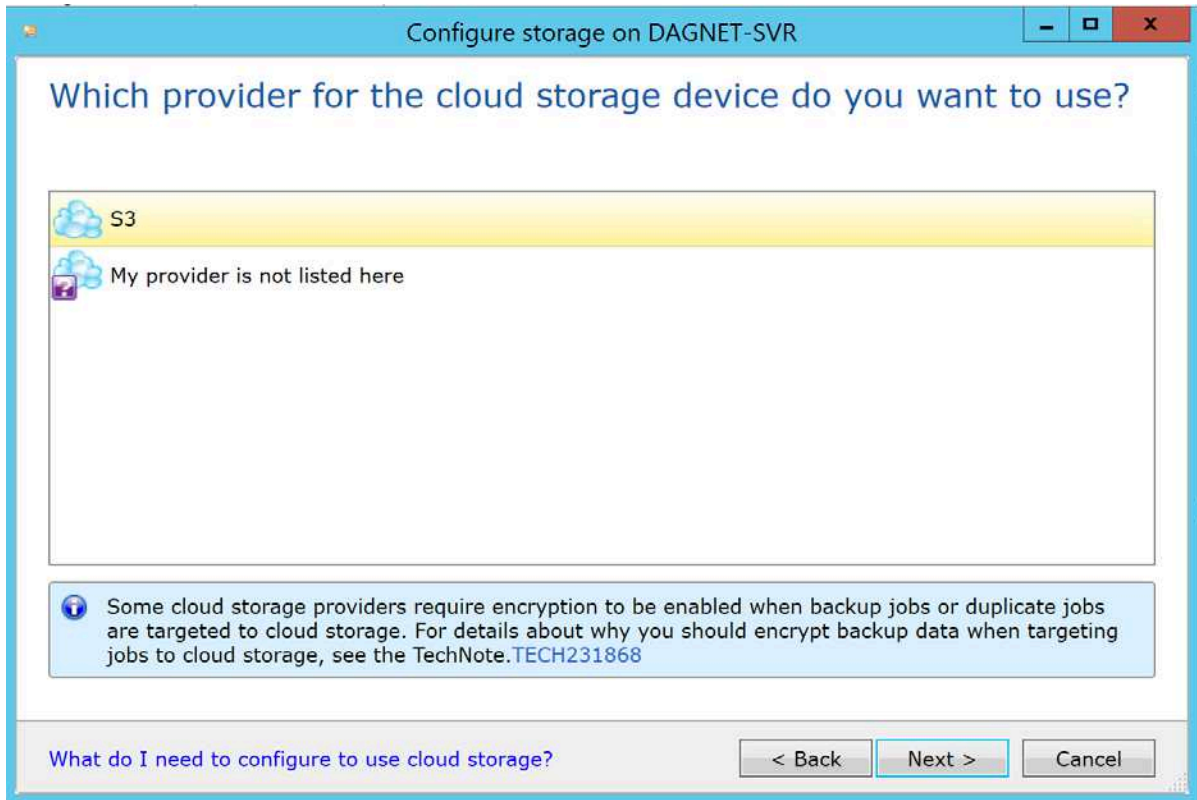 Configure storage on DAGNET-SVR
Which provider for the cloud storage device do you want to use?
S3
My provider is not listed here
Some cloud storage providers require encryption to be enabled when backup jobs or duplicate jobs
are targeted to cloud storage. For details about why you should encrypt backup data when targeting
jobs to cloud storage, see the TechNote.TECH231868
What do I need to configure to use cloud storage?
< Back
Next >
Cancel